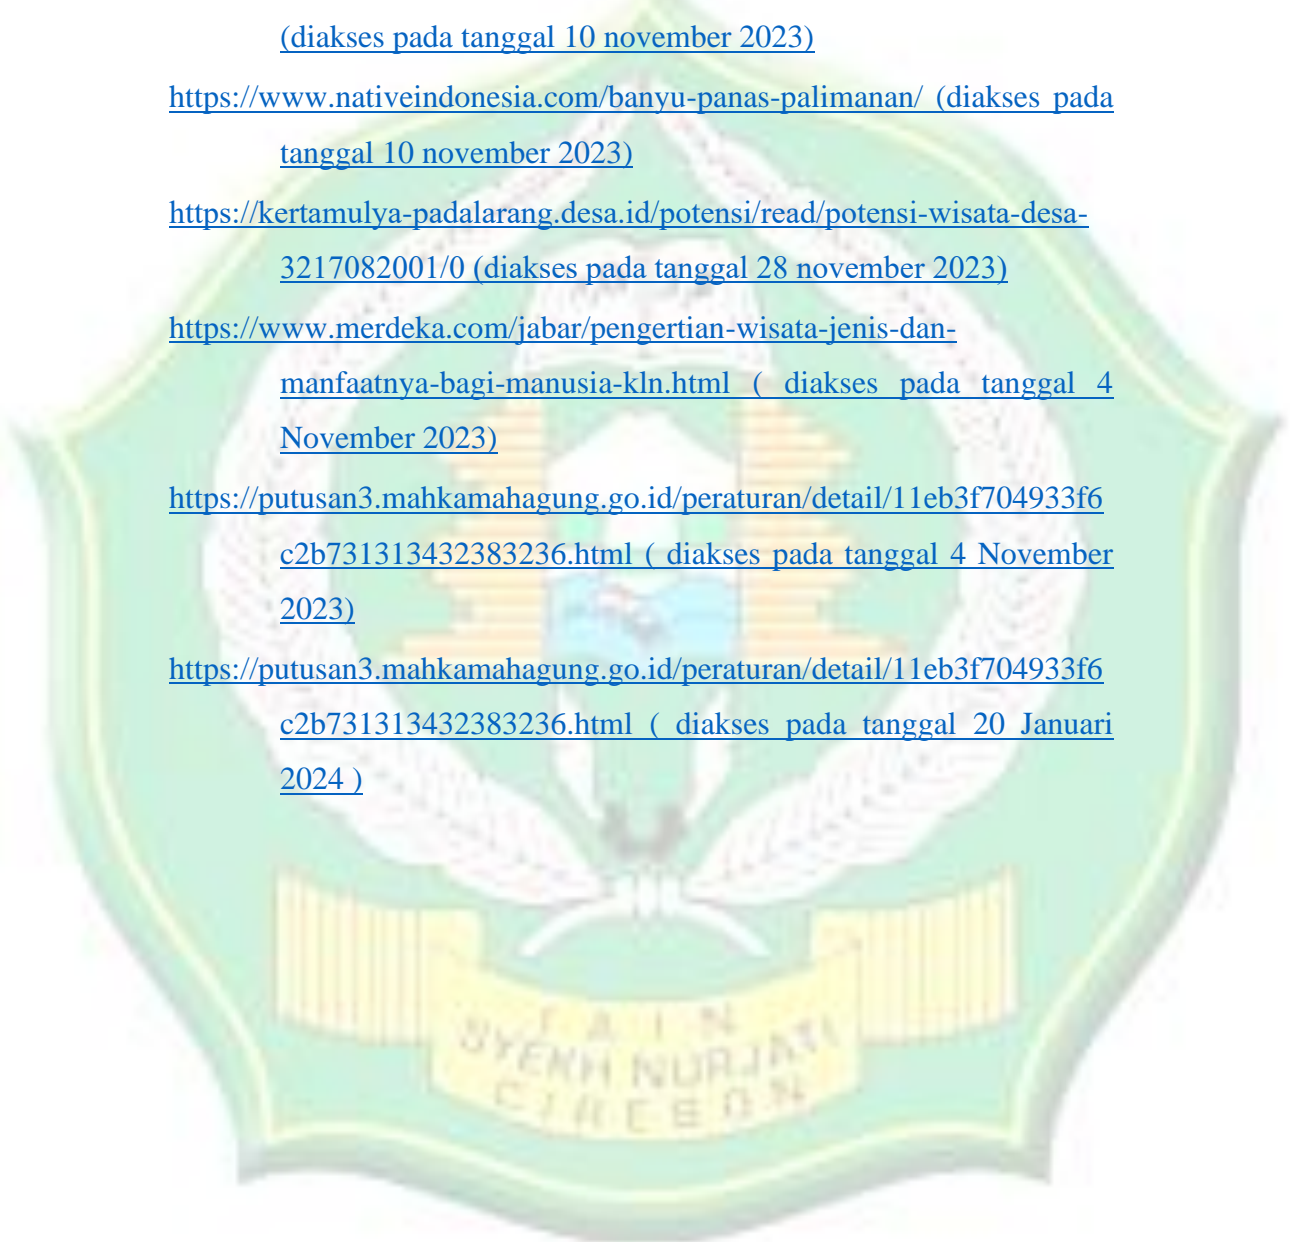 (diakses pada tanggal 10 november 2023)
https://www.nativeindonesia.com/banyu-panas-palimanan/ (diakses pada
tanggal 10 november 2023)
https://kertamulya-padalarang.desa.id/potensi/read/potensi-wisata-desa-
3217082001/0 (diakses pada tanggal 28 november 2023)
https://www.merdeka.com/jabar/pengertian-wisata-jenis-dan-
manfaatnya-bagi-manusia-kln.html ( diakses pada tanggal 4
November 2023)
https://putusan3.mahkamahagung.go.id/peraturan/detail/11eb3f704933f6
c2b731313432383236.html ( diakses pada tanggal 4 November
2023)
https://putusan3.mahkamahagung.go.id/peraturan/detail/11eb3f704933f6
c2b731313432383236.html ( diakses pada tanggal 20 Januari
2024 )
IAIN
SYEKH NURJATI
CIREBON